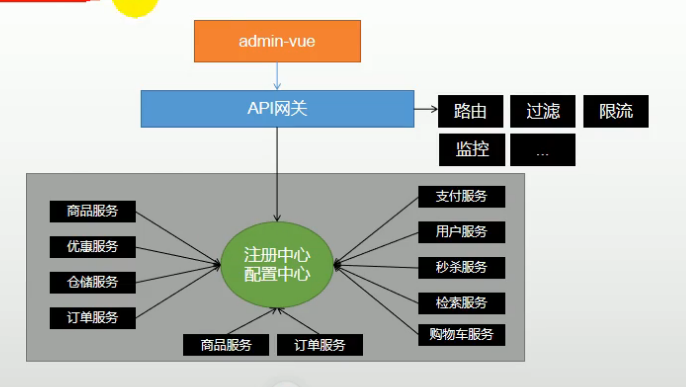 admin-vue
API网关
路由
过滤
限流
监控
...
商品服务
优惠服务
仓储服务
订单服务
注册中心
配置中心
支付服务
用户服务
秒杀服务
检素服务
购物车服务
商品服务
订单服务